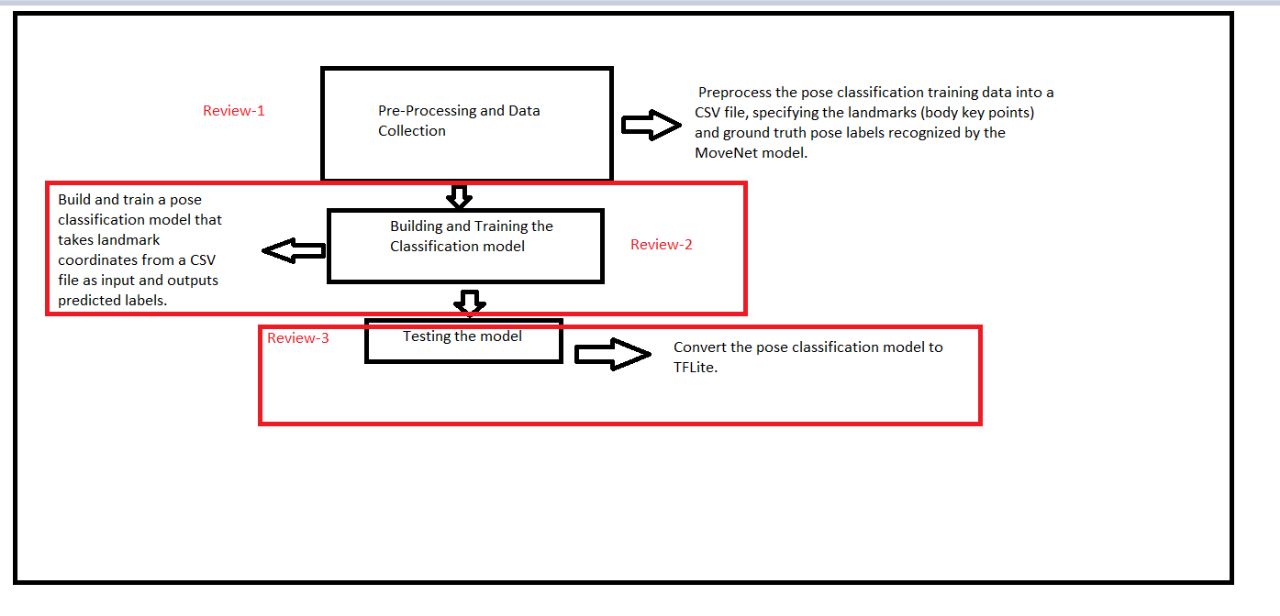 Review-1
Pre-Processing and Data
Collection
Preprocess the pose classification training data into a
CSV file, specifying the landmarks (body key points)
and ground truth pose labels recognized by the
MoveNet model.
Build and train a pose
classification model that
takes landmark
coordinates from a CSV
file as input and outputs
predicted labels.
Building and Training the
Classification model
Review-2
Review-3
Testing the model
Convert the pose classification model to
TFLite.